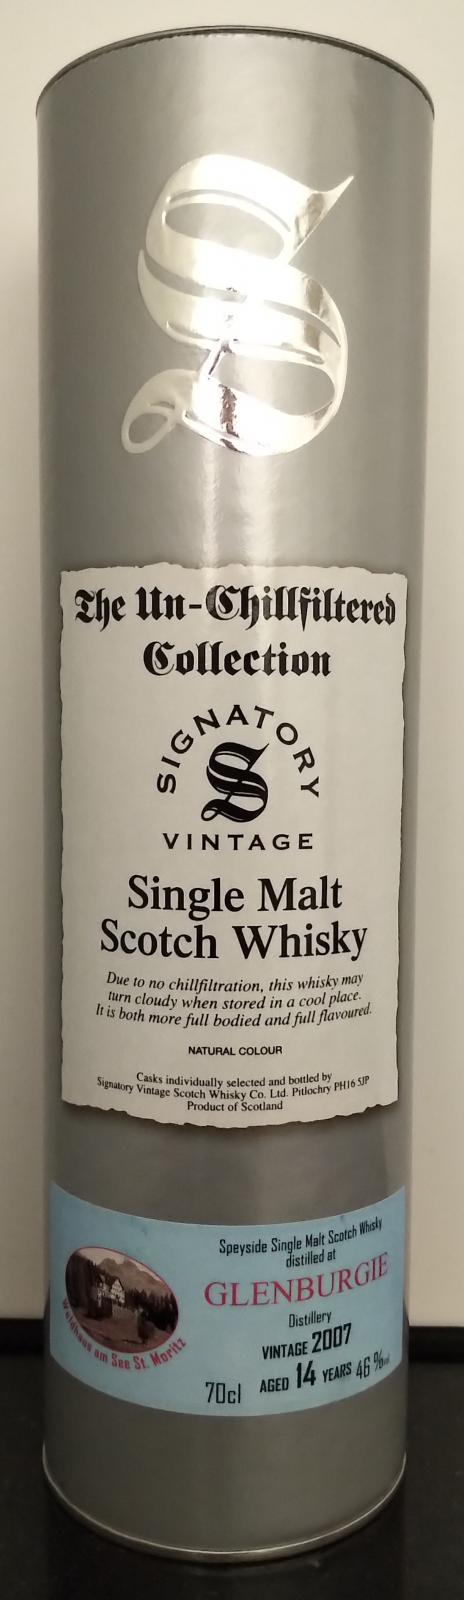 S
The Un-Chillfiltered
Collection
SIGNATORY
S
VINTAGE
Single Malt
Scotch Whisky
Due to no chillfiltration, this whisky may
turn cloudy when stored in a cool place.
It is both more full bodied and full flavoured.
NATURAL COLOUR
Casks individually selected and bottled by
Signatory Vintage Scotch Whisky Co. Ltd. Pitlochry PH16 5JP
Product of Scotland
Speyside Single Malt Scotch Whisky
distilled at
GLENBURGIE
Distillery
VINTAGE 2007
70cl AGED 14 YEARS 46 %vol
Waldhaus am See St. Moritz